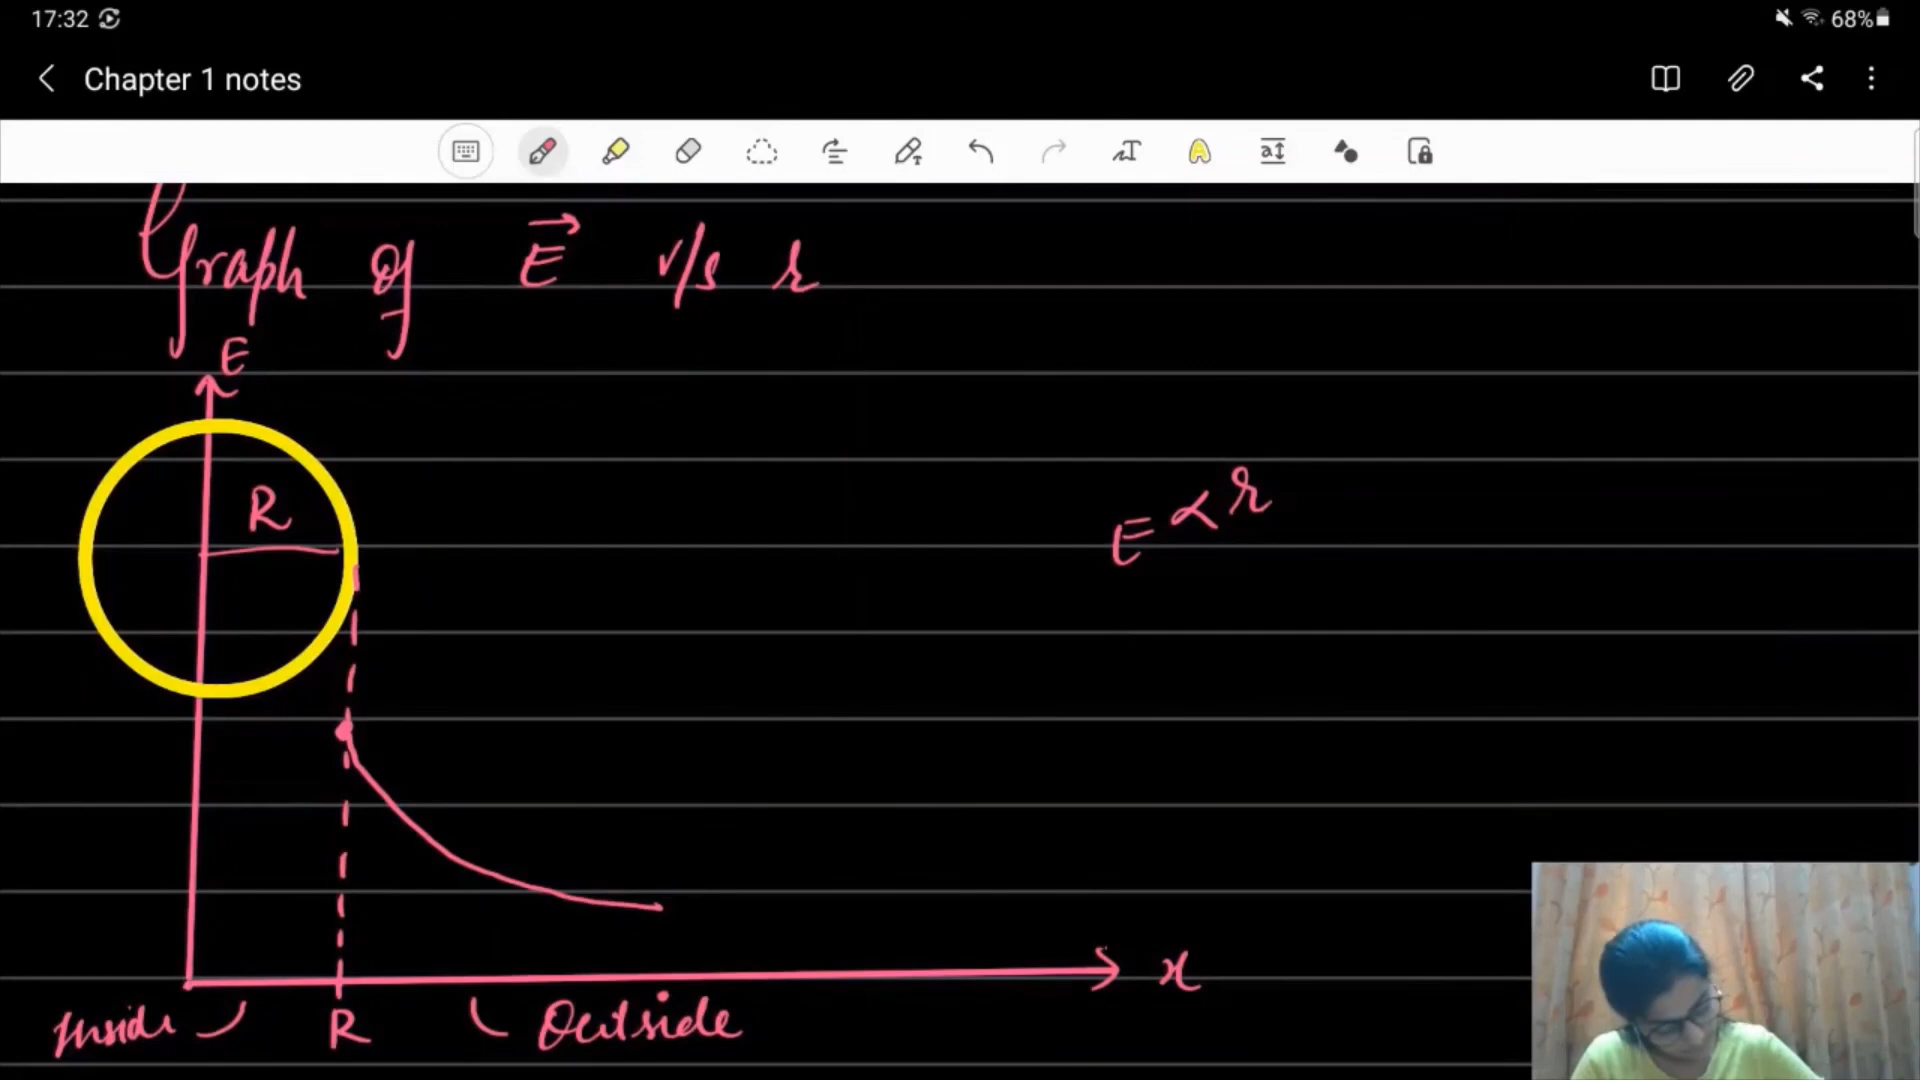 17:32 68%
Chapter 1 notes
Graph of E v/s r
E
R
E ∝ r
x
Inside R Outside